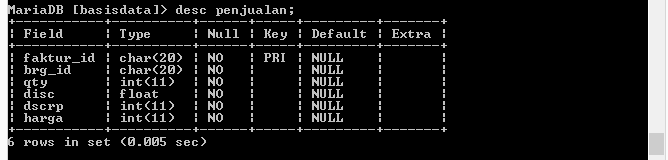 MariaDB [basisdata]> desc penjualan;
+-----------+----------+------+-----+---------+-------+
| Field     | Type     | Null | Key | Default | Extra |
+-----------+----------+------+-----+---------+-------+
| faktur_id | char(20) | NO   | PRI | NULL    |       |
| brg_id    | char(20) | NO   |     | NULL    |       |
| qty       | int(11)  | NO   |     | NULL    |       |
| disc      | float    | NO   |     | NULL    |       |
| dscrp     | int(11)  | NO   |     | NULL    |       |
| harga     | int(11)  | NO   |     | NULL    |       |
+-----------+----------+------+-----+---------+-------+
6 rows in set (0.005 sec)